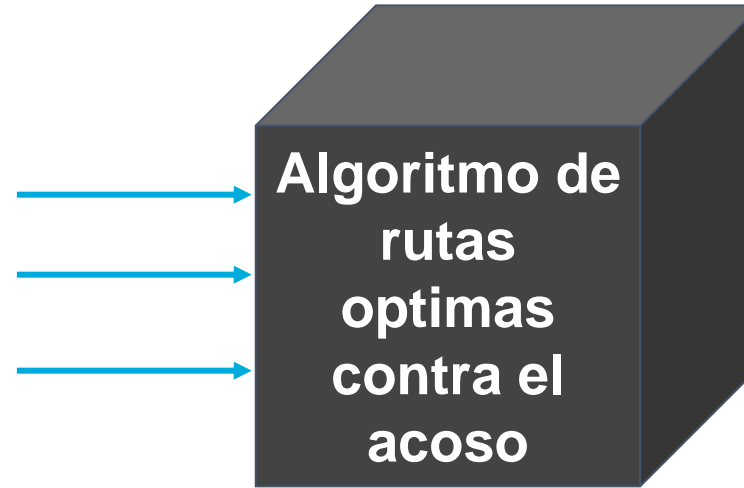 Algoritmo de
rutas
optimas
contra el
acoso